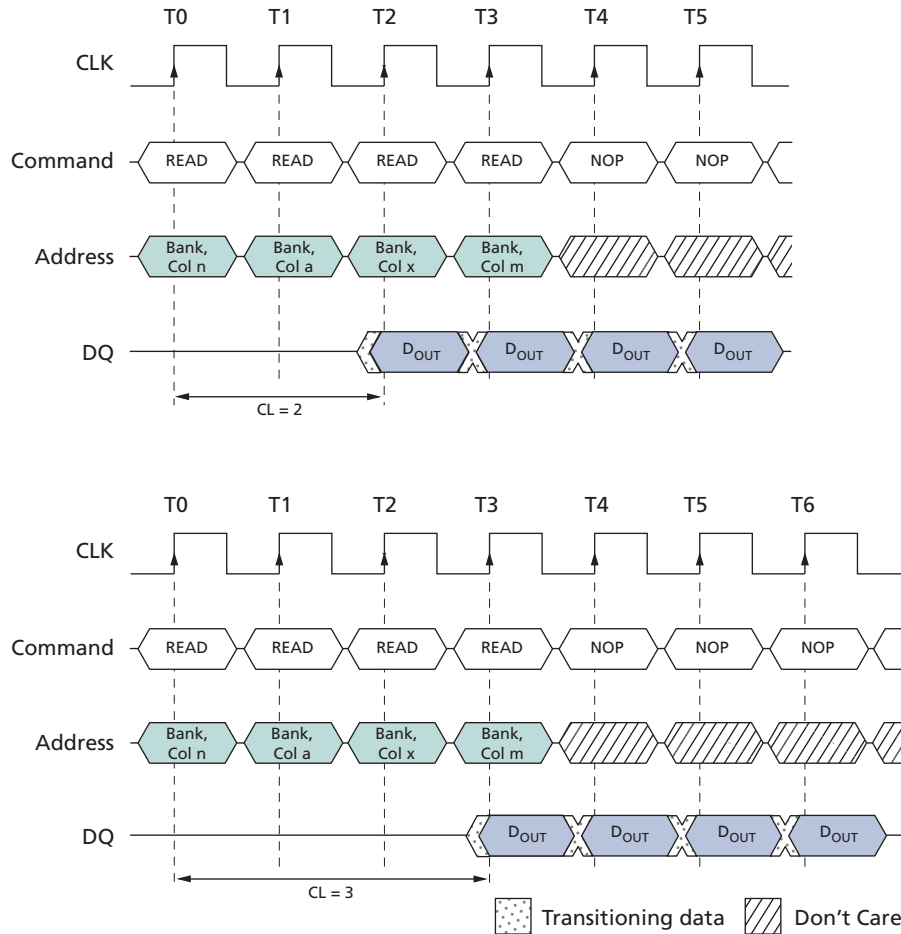 T0 T1 T2 T3 T4 T5
CLK
Command READ READ READ READ NOP NOP
Address Bank, Col n Bank, Col a Bank, Col x Bank, Col m
DQ DOUT DOUT DOUT DOUT
CL = 2
T0 T1 T2 T3 T4 T5 T6
CLK
Command READ READ READ READ NOP NOP NOP
Address Bank, Col n Bank, Col a Bank, Col x Bank, Col m
DQ DOUT DOUT DOUT DOUT
CL = 3
Transitioning data Don't Care